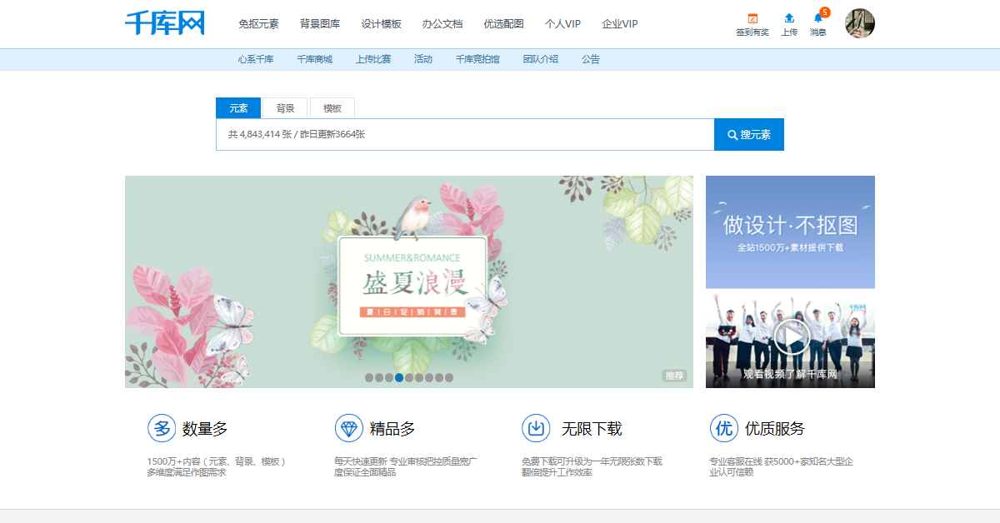 千库网
免抠元素 背景图库 设计模板 办公文档 优选配图 个人VIP 企业VIP
签到有奖 上传 消息 5
心系千库 千库商城 上传比赛 活动 千库竞拍馆 团队介绍 公告
元素 背景 模板
共 4,843,414 张 / 昨日更新3664张
搜元素
SUMMER&ROMANCE
盛夏浪漫
夏|日|促|销|背|景
推荐
做设计·不抠图
全站1500万+素材提供下载
千库网
观看视频了解千库网
多 数量多
1500万+内容（元素、背景、模板）
多维度满足作图需求
精品多
每天快速更新 专业审核把控质量宽广
度保证全面精品
无限下载
免费下载可升级为一年无限张数下载
翻倍提升工作效率
优 优质服务
专业客服在线 获5000+家知名大型企
业认可信赖